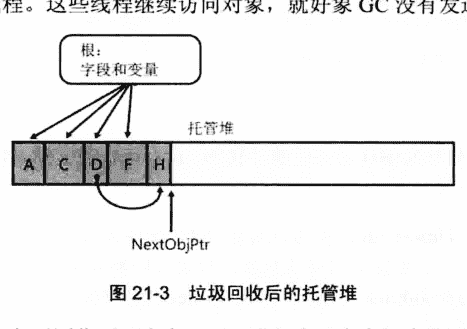 程。这些线程继续访问对象，就好象 GC 没有发
根：
字段和变量
托管堆
A C D F H
NextObjPtr
图 21-3 垃圾回收后的托管堆